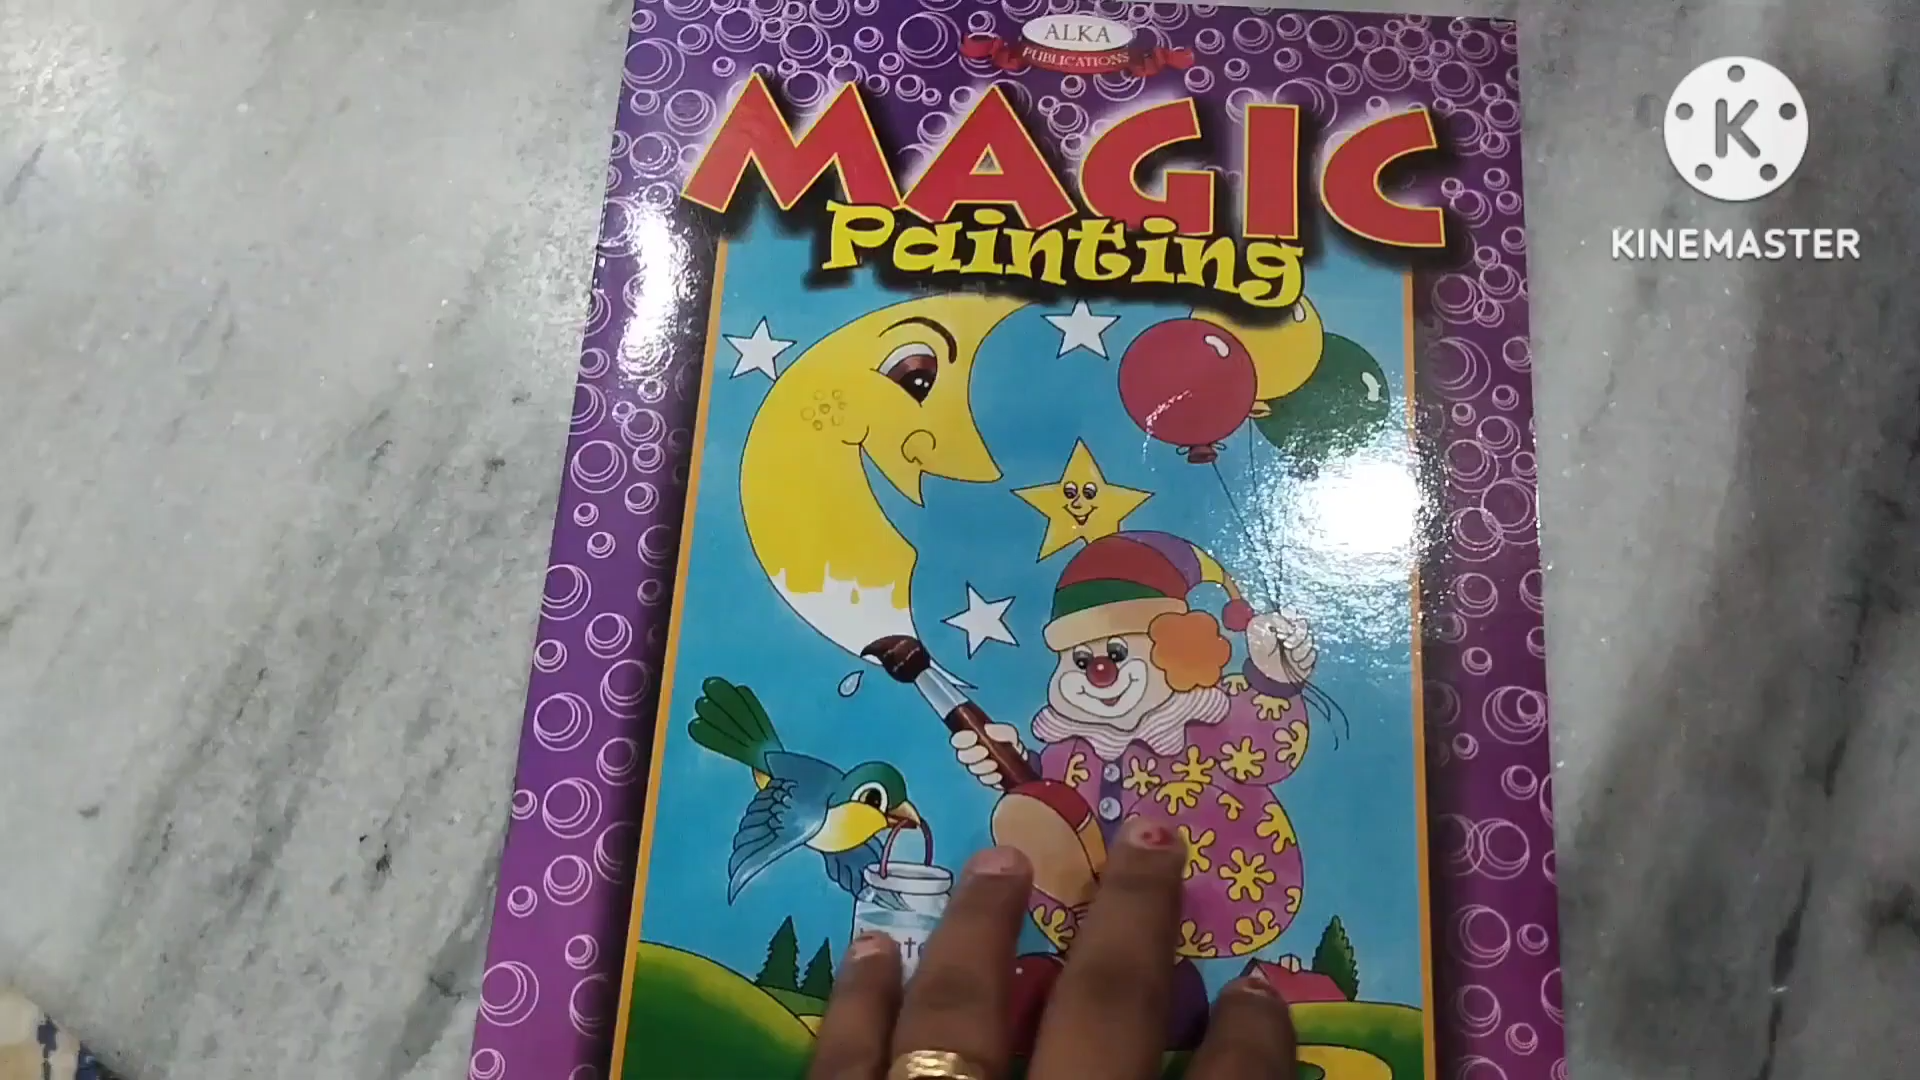 ALKA
PUBLICATIONS
MAGIC
Painting
K
KINEMASTER